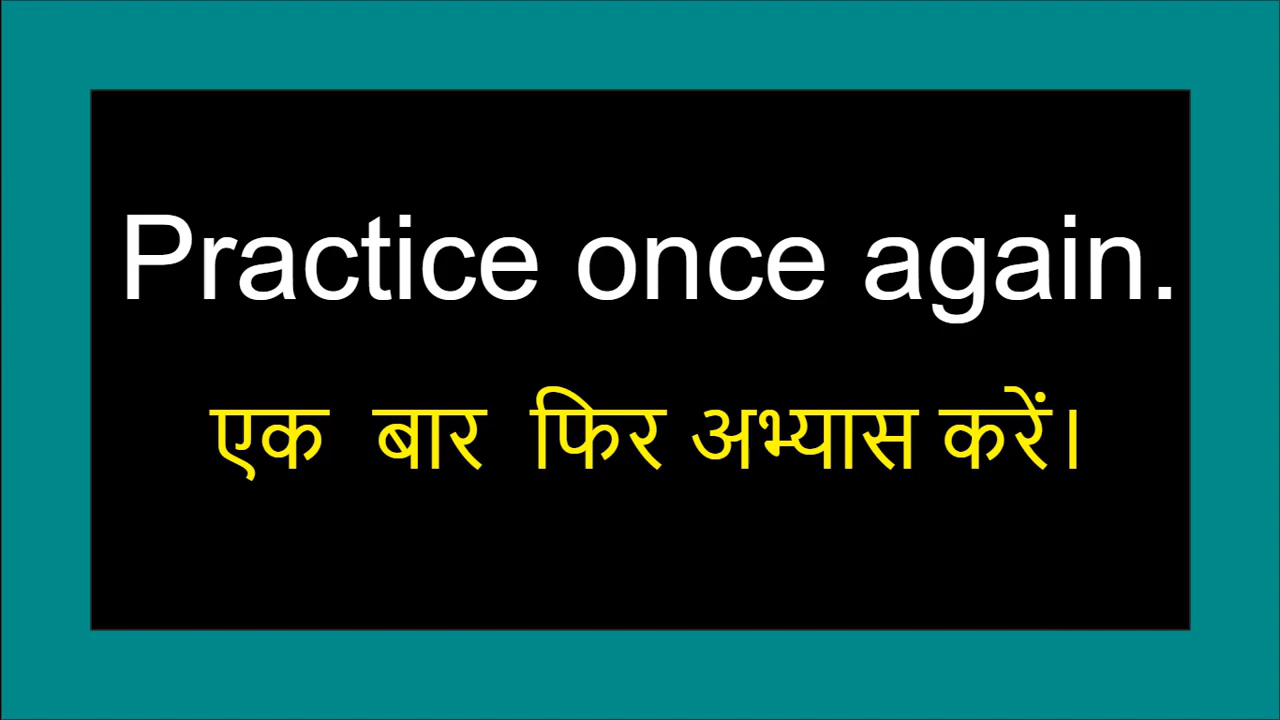 Practice once again.
एक बार फिर अभ्यास करें।